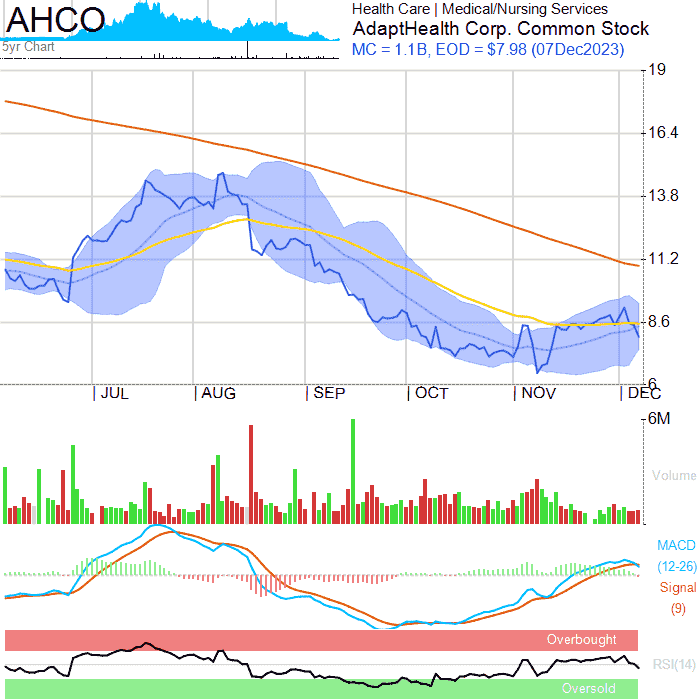 AHCO
5yr Chart
Health Care | Medical/Nursing Services
AdaptHealth Corp. Common Stock
MC = 1.1B, EOD = $7.98 (07Dec2023)
19
16.4
13.8
11.2
8.6
6
JUL
AUG
SEP
OCT
NOV
DEC
6M
Volume
MACD
(12-26)
Signal
(9)
Overbought
RSI(14)
Oversold